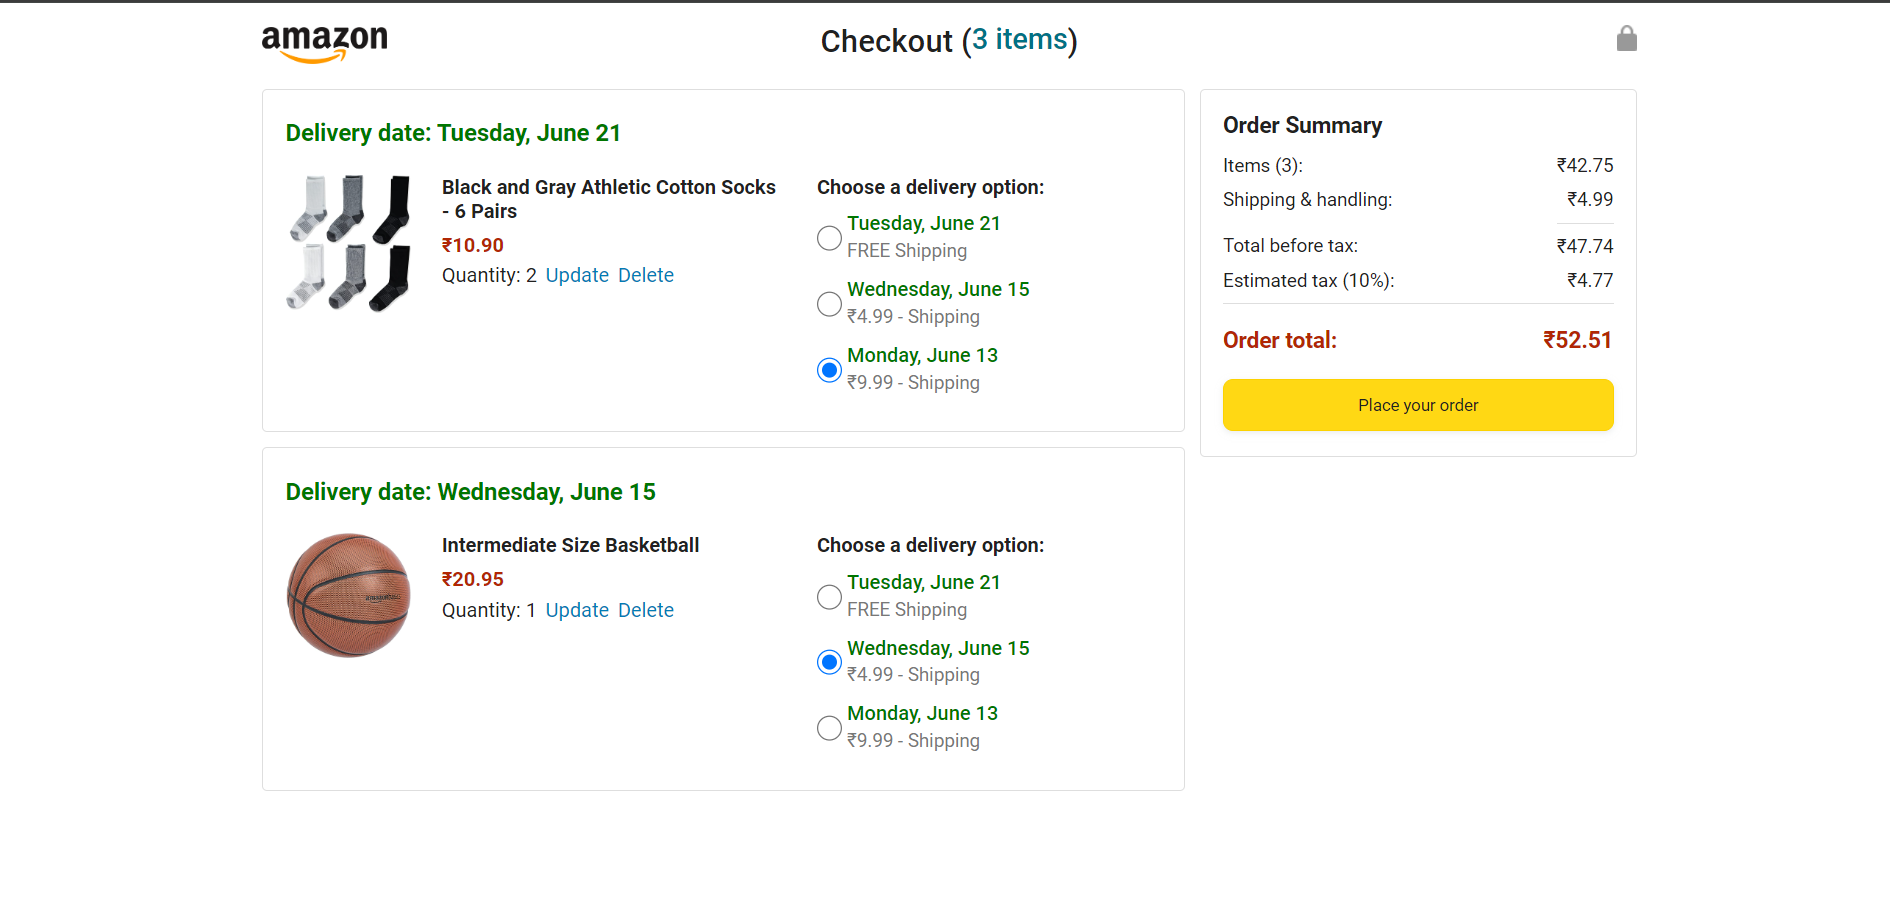 amazon
Checkout (3 items)
Delivery date: Tuesday, June 21
Black and Gray Athletic Cotton Socks
- 6 Pairs
₹10.90
Quantity: 2 Update Delete
Choose a delivery option:
Tuesday, June 21
FREE Shipping
Wednesday, June 15
₹4.99 - Shipping
Monday, June 13
₹9.99 - Shipping
Delivery date: Wednesday, June 15
Intermediate Size Basketball
₹20.95
Quantity: 1 Update Delete
Choose a delivery option:
Tuesday, June 21
FREE Shipping
Wednesday, June 15
₹4.99 - Shipping
Monday, June 13
₹9.99 - Shipping
Order Summary
Items (3): ₹42.75
Shipping & handling: ₹4.99
Total before tax: ₹47.74
Estimated tax (10%): ₹4.77
Order total: ₹52.51
Place your order